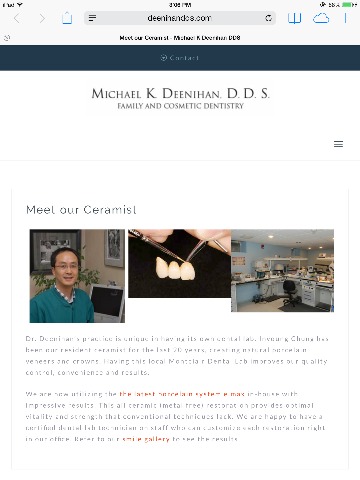 iPad
3:06 PM
deeninandds.com
Meet our Ceramist - Michael K Deenihan DDS
Contact
MICHAEL K. DEENIHAN, D. D. S.
FAMILY AND COSMETIC DENTISTRY
Meet our Ceramist
Dr. Deenihan's practice is unique in having its own dental lab. Inyoung Chung has
been our resident ceramist for the last 20 years, creating natural porcelain
veneers and crowns. Having this local Montclair Dental Lab improves our quality
control, convenience and results.
We are now utilizing the the latest porcelain system e.max in-house with
impressive results. This all ceramic (metal-free) restoration provides optimal
vitality and strength that conventional techniques lack. We are happy to have a
certified dental lab technician on staff who can customize each restoration right
in our office. Refer to our smile gallery to see the results.